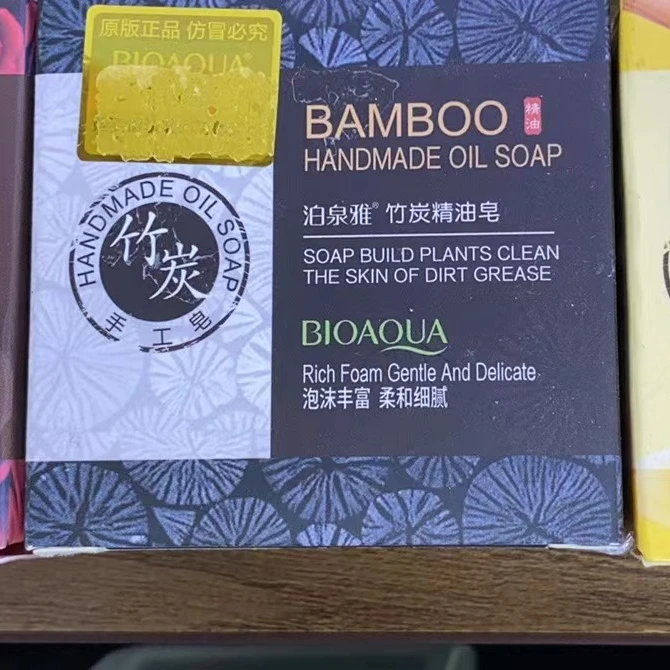 原版正品 仿冒必究
BIOAQUA®
HANDMADE OIL SOAP
竹炭
手工皂
BAMBOO
精油
HANDMADE OIL SOAP
泊泉雅® 竹炭精油皂
SOAP BUILD PLANTS CLEAN
THE SKIN OF DIRT GREASE
BIOAQUA
Rich Foam Gentle And Delicate
泡沫丰富 柔和细腻